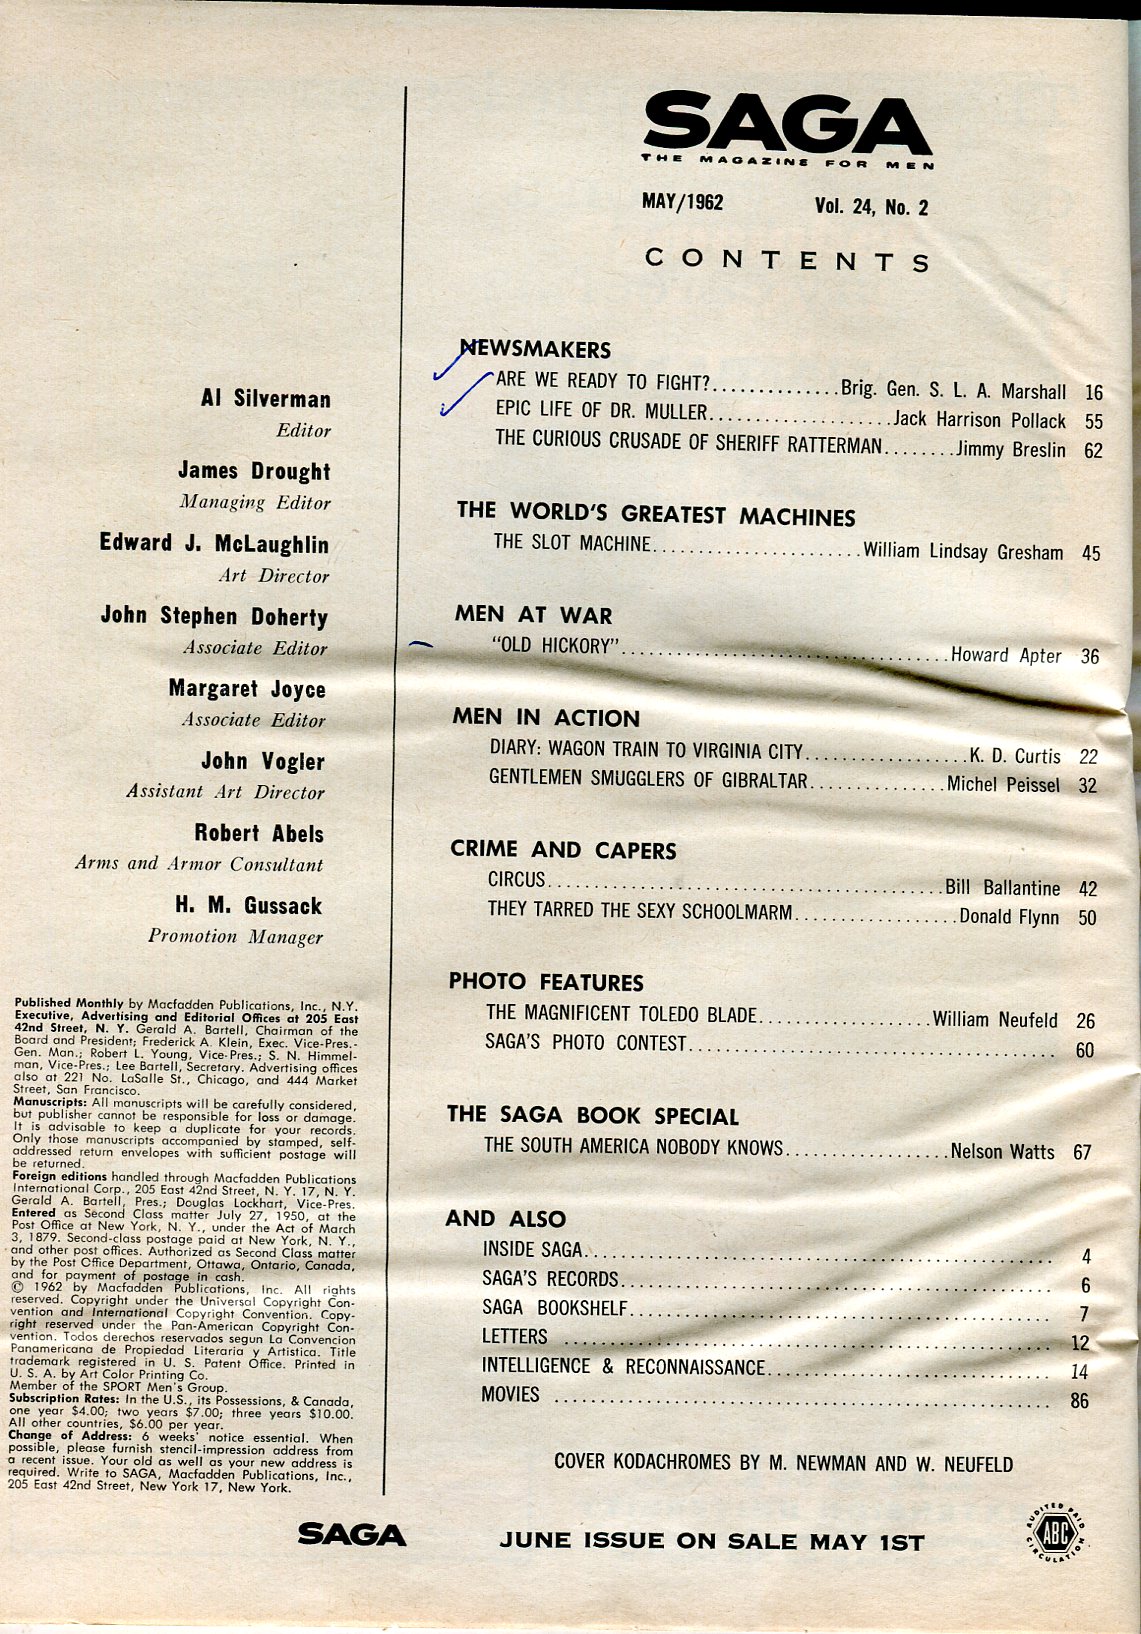 SAGA
THE MAGAZINE FOR MEN
MAY/1962 Vol. 24, No. 2
CONTENTS
Al Silverman
Editor
James Drought
Managing Editor
Edward J. McLaughlin
Art Director
John Stephen Doherty
Associate Editor
Margaret Joyce
Associate Editor
John Vogler
Assistant Art Director
Robert Abels
Arms and Armor Consultant
H. M. Gussack
Promotion Manager
Published Monthly by Macfadden Publications, Inc., N.Y.
Executive, Advertising and Editorial Offices at 205 East
42nd Street, N. Y. Gerald A. Bartell, Chairman of the
Board and President; Frederick A. Klein, Exec. Vice-Pres.-
Gen. Man.; Robert L. Young, Vice-Pres.; S. N. Himmel-
man, Vice-Pres.; Lee Bartell, Secretary. Advertising offices
also at 221 No. LaSalle St., Chicago, and 444 Market
Street, San Francisco.
Manuscripts: All manuscripts will be carefully considered,
but publisher cannot be responsible for loss or damage.
It is advisable to keep a duplicate for your records.
Only those manuscripts accompanied by stamped, self-
addressed return envelopes with sufficient postage will
be returned.
Foreign editions handled through Macfadden Publications
International Corp., 205 East 42nd Street, N. Y. 17, N. Y.
Gerald A. Bartell, Pres.; Douglas Lockhart, Vice-Pres.
Entered as Second Class matter July 27, 1950, at the
Post Office at New York, N. Y., under the Act of March
3, 1879. Second-class postage paid at New York, N. Y.,
and other post offices. Authorized as Second Class matter
by the Post Office Department, Ottawa, Ontario, Canada,
and for payment of postage in cash.
© 1962 by Macfadden Publications, Inc. All rights
reserved. Copyright under the Universal Copyright Con-
vention and International Copyright Convention. Copy-
right reserved under the Pan-American Copyright Con-
vention. Todos derechos reservados segun La Convencion
Panamericana de Propiedad Literaria y Artistica. Title
trademark registered in U. S. Patent Office. Printed in
U. S. A. by Art Color Printing Co.
Member of the SPORT Men's Group.
Subscription Rates: In the U.S., its Possessions, & Canada,
one year $4.00; two years $7.00; three years $10.00.
All other countries, $6.00 per year.
Change of Address: 6 weeks' notice essential. When
possible, please furnish stencil-impression address from
a recent issue. Your old as well as your new address is
required. Write to SAGA, Macfadden Publications, Inc.,
205 East 42nd Street, New York 17, New York.
NEWSMAKERS
ARE WE READY TO FIGHT?..............Brig. Gen. S. L. A. Marshall 16
EPIC LIFE OF DR. MULLER....................Jack Harrison Pollack 55
THE CURIOUS CRUSADE OF SHERIFF RATTERMAN........Jimmy Breslin 62
THE WORLD'S GREATEST MACHINES
THE SLOT MACHINE.......................William Lindsay Gresham 45
MEN AT WAR
"OLD HICKORY"...................................Howard Apter 36
MEN IN ACTION
DIARY: WAGON TRAIN TO VIRGINIA CITY..................K. D. Curtis 22
GENTLEMEN SMUGGLERS OF GIBRALTAR...............Michel Peissel 32
CRIME AND CAPERS
CIRCUS...........................................Bill Ballantine 42
THEY TARRED THE SEXY SCHOOLMARM..................Donald Flynn 50
PHOTO FEATURES
THE MAGNIFICENT TOLEDO BLADE...................William Neufeld 26
SAGA'S PHOTO CONTEST........................................ 60
THE SAGA BOOK SPECIAL
THE SOUTH AMERICA NOBODY KNOWS..................Nelson Watts 67
AND ALSO
INSIDE SAGA................................................... 4
SAGA'S RECORDS............................................... 6
SAGA BOOKSHELF.............................................. 7
LETTERS ..................................................... 12
INTELLIGENCE & RECONNAISSANCE............................... 14
MOVIES ...................................................... 86
COVER KODACHROMES BY M. NEWMAN AND W. NEUFELD
SAGA JUNE ISSUE ON SALE MAY 1ST
AUDITED PAID
ABC
CIRCULATION